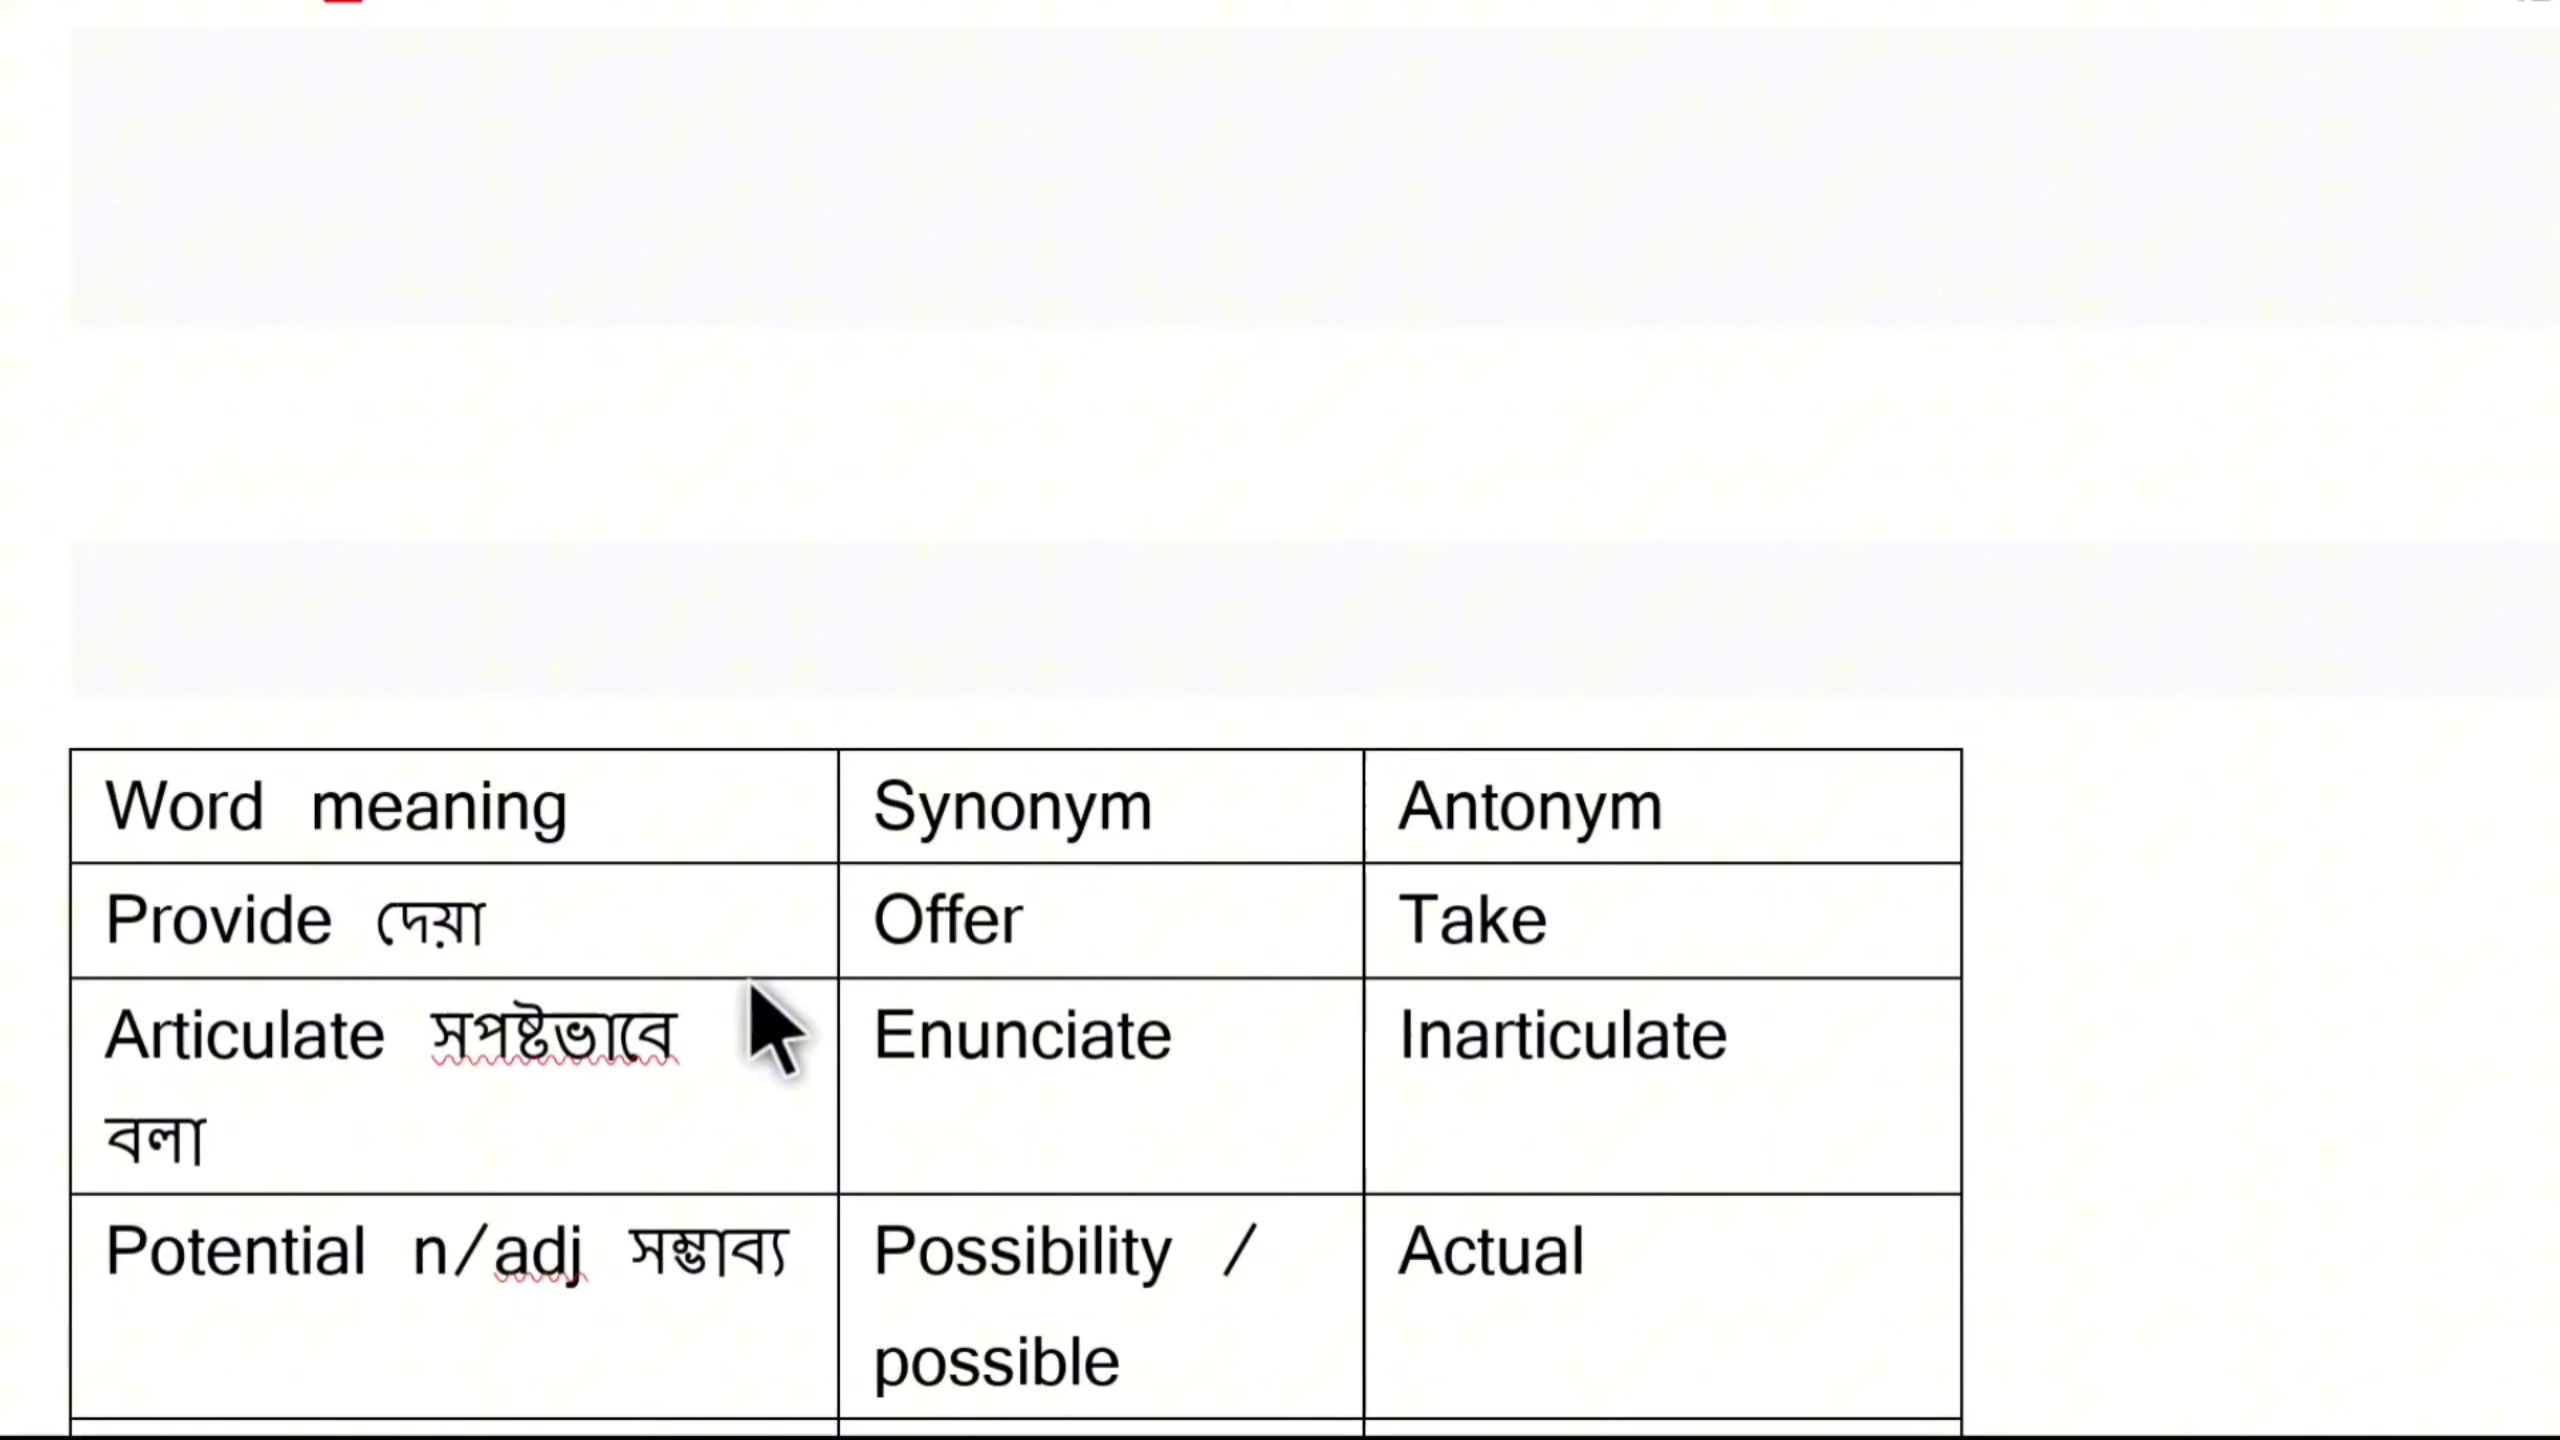 Word meaning Synonym Antonym
Provide দেয়া Offer Take
Articulate সপষ্টভাবে Enunciate Inarticulate
বলা
Potential n/adj সম্ভাব্য Possibility / Actual
possible